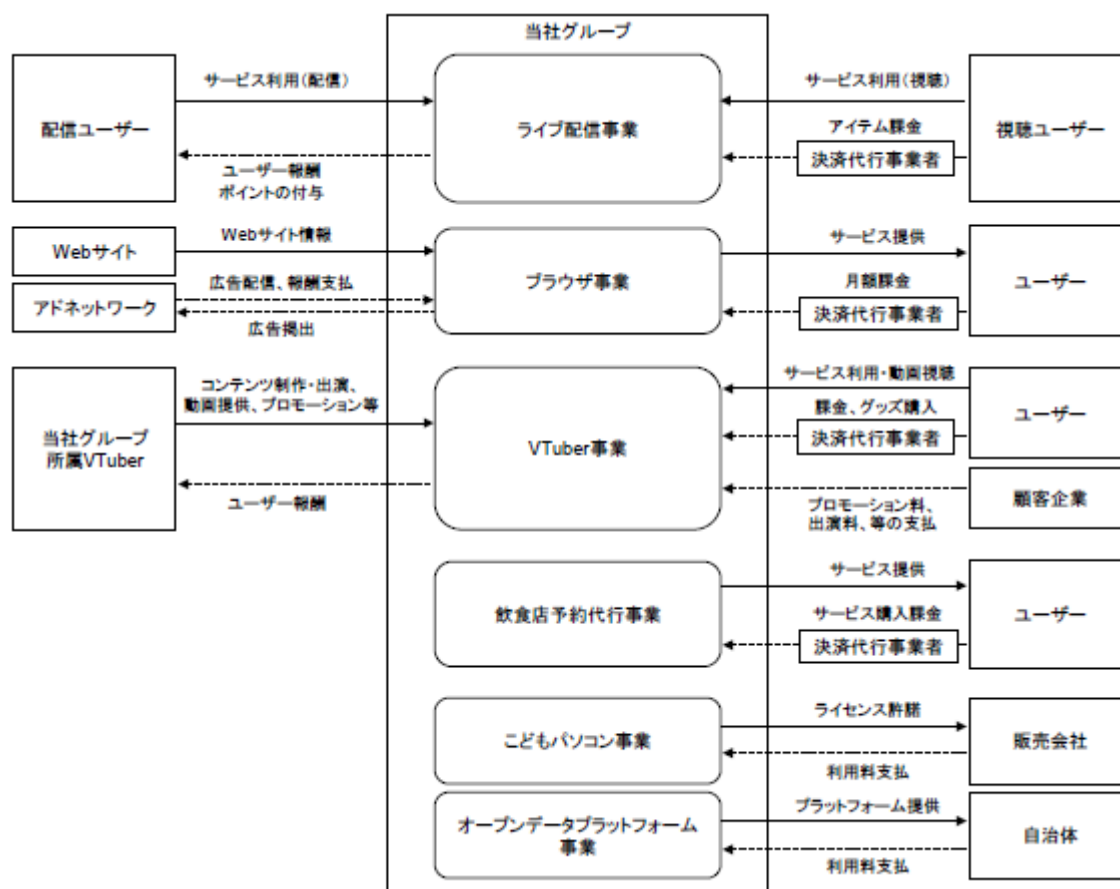 当社グループ
配信ユーザー
サービス利用(配信)
ユーザー報酬
ポイントの付与
ライブ配信事業
サービス利用(視聴)
アイテム課金
決済代行事業者
視聴ユーザー
Webサイト
Webサイト情報
アドネットワーク
広告配信、報酬支払
広告掲出
ブラウザ事業
サービス提供
月額課金
決済代行事業者
ユーザー
当社グループ
所属VTuber
コンテンツ制作・出演、
動画提供、プロモーション等
ユーザー報酬
VTuber事業
サービス利用・動画視聴
課金、グッズ購入
決済代行事業者
ユーザー
プロモーション料、
出演料、等の支払
顧客企業
飲食店予約代行事業
サービス提供
サービス購入課金
決済代行事業者
ユーザー
こどもパソコン事業
ライセンス許諾
利用料支払
販売会社
オープンデータプラットフォーム
事業
プラットフォーム提供
利用料支払
自治体